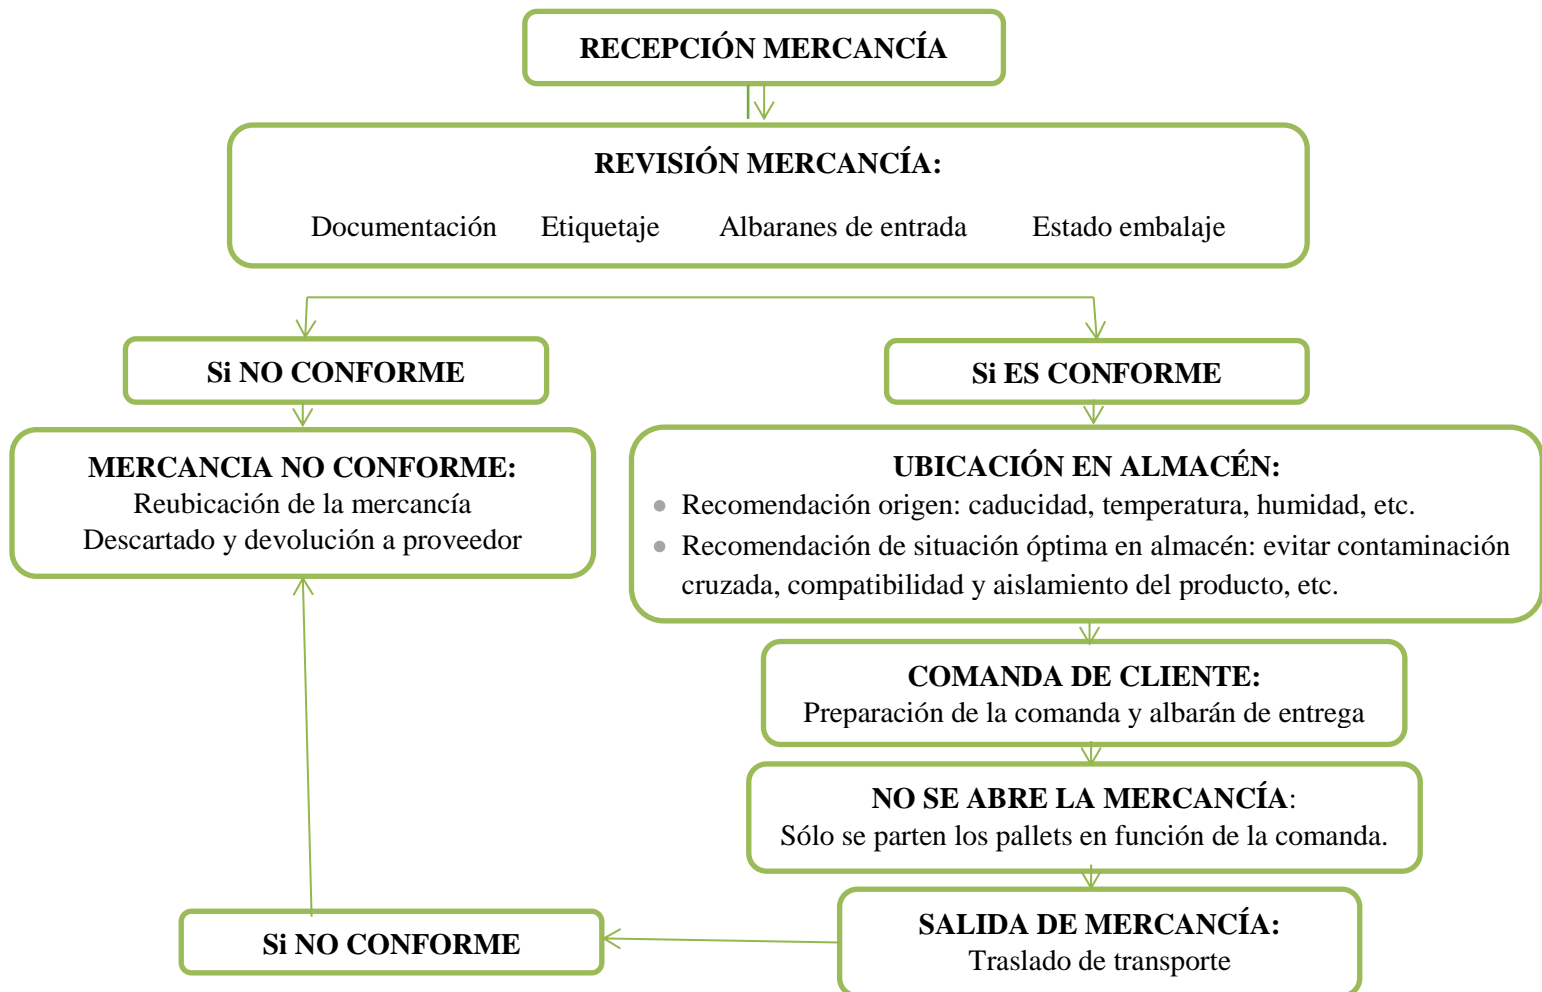 RECEPCIÓN MERCANCÍA
REVISIÓN MERCANCÍA:
Documentación Etiquetaje Albaranes de entrada Estado embalaje
Si NO CONFORME
Si ES CONFORME
MERCANCIA NO CONFORME:
Reubicación de la mercancía
Descartado y devolución a proveedor
UBICACIÓN EN ALMACÉN:
Recomendación origen: caducidad, temperatura, humidad, etc.
Recomendación de situación óptima en almacén: evitar contaminación
cruzada, compatibilidad y aislamiento del producto, etc.
COMANDA DE CLIENTE:
Preparación de la comanda y albarán de entrega
NO SE ABRE LA MERCANCÍA:
Sólo se parten los pallets en función de la comanda.
SALIDA DE MERCANCÍA:
Traslado de transporte
Si NO CONFORME